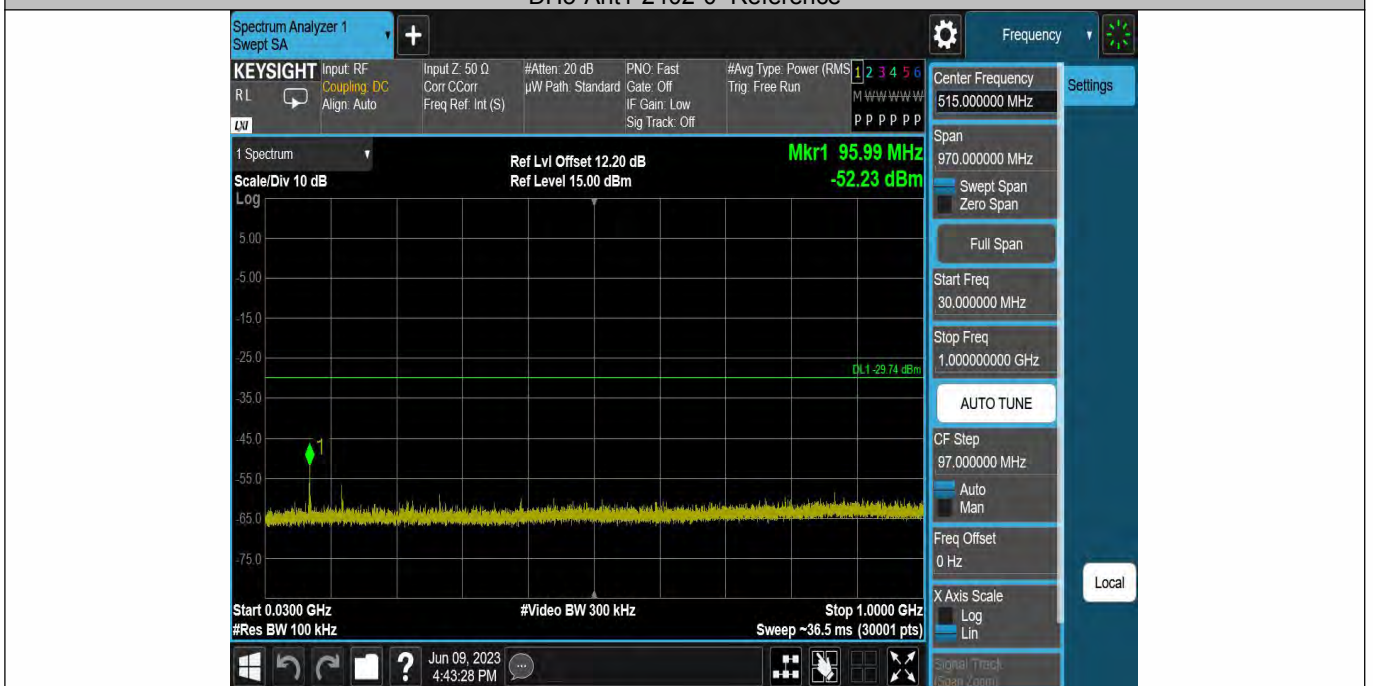 Spectrum Analyzer 1
Swept SA
Frequency
KEYSIGHT
RL
LXI
Input: RF
Coupling: DC
Align: Auto
Input Z: 50 Ω
Corr CCorr
Freq Ref: Int (S)
#Atten: 20 dB
µW Path: Standard
PNO: Fast
Gate: Off
IF Gain: Low
Sig Track: Off
#Avg Type: Power (RMS
Trig: Free Run
1 2 3 4 5 6
M W W W W W
P P P P P P
1 Spectrum
Scale/Div 10 dB
Log
Ref Lvl Offset 12.20 dB
Ref Level 15.00 dBm
Mkr1 95.99 MHz
-52.23 dBm
5.00
-5.00
-15.0
-25.0
DL1 -29.74 dBm
-35.0
-45.0
1
-55.0
-65.0
-75.0
Start 0.0300 GHz
#Res BW 100 kHz
#Video BW 300 kHz
Stop 1.0000 GHz
Sweep ~36.5 ms (30001 pts)
Jun 09, 2023
4:43:28 PM
Center Frequency
515.000000 MHz
Settings
Span
970.000000 MHz
Swept Span
Zero Span
Full Span
Start Freq
30.000000 MHz
Stop Freq
1.000000000 GHz
AUTO TUNE
CF Step
97.000000 MHz
Auto
Man
Freq Offset
0 Hz
X Axis Scale
Log
Lin
Local
Signal Track
(Span Zoom)